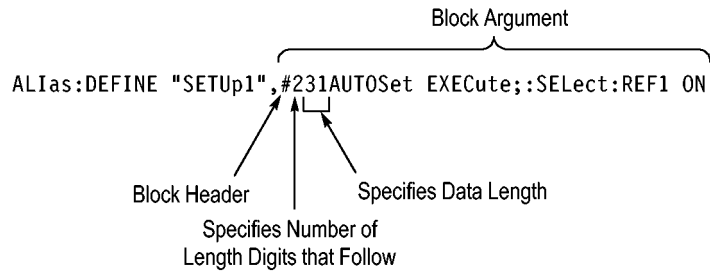 Block Argument
ALIas:DEFINE "SETUp1",#231AUTOSet EXECute;:SELect:REF1 ON
Block Header
Specifies Data Length
Specifies Number of
Length Digits that Follow